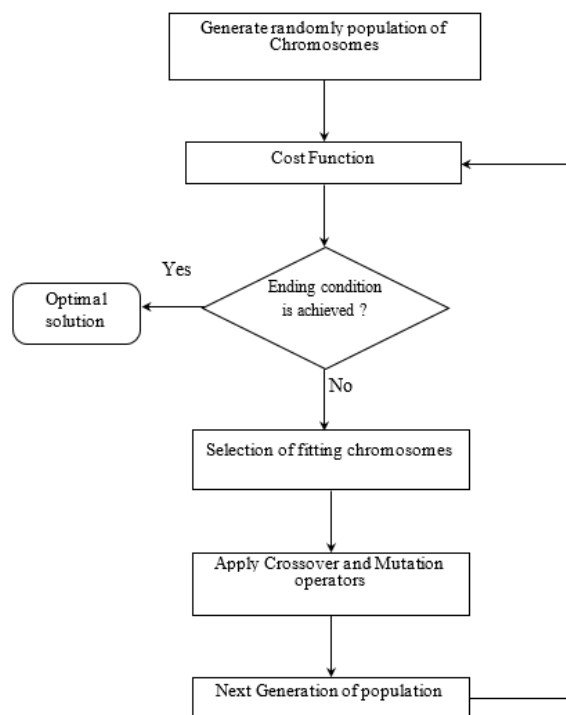 Generate randomly population of
Chromosomes
Cost Function
Yes
Ending condition
is achieved ?
Optimal
solution
No
Selection of fitting chromosomes
Apply Crossover and Mutation
operators
Next Generation of population